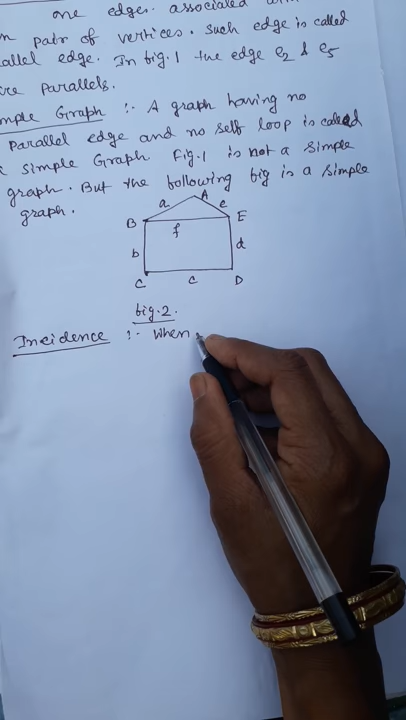 one edges. associated
pair of vertices. Such edge is called
allel edge. In fig.1 the edge e2 & e5
are parallels.
mple Graph :- A graph having no
parallel edge and no self loop is called
simple Graph Fig.1 is not a simple
graph. But the following fig is a simple
graph.
a A e
B f E
b d
C c D
fig.2.
Incidence :- When